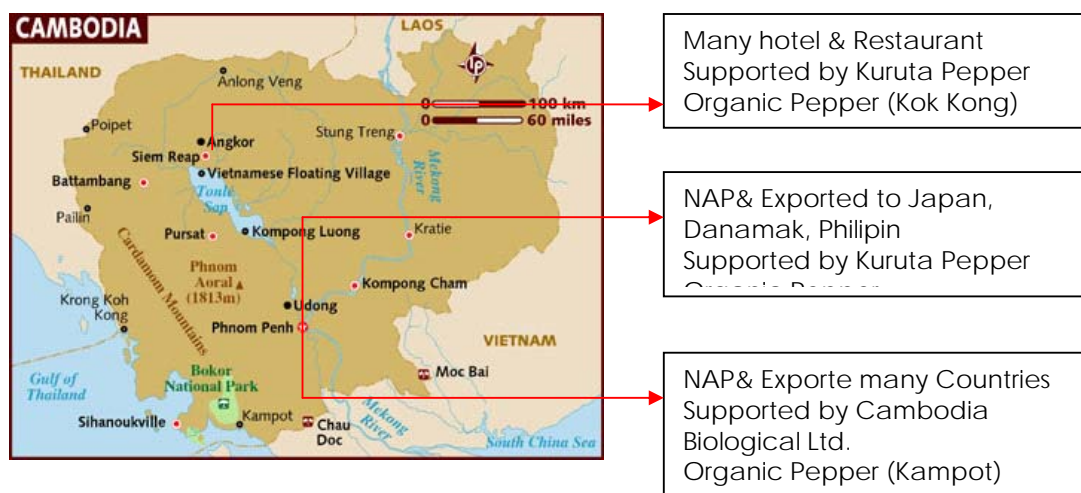 CAMBODIA
LAOS
THAILAND
Anlong Veng
0 100 km
0 60 miles
Poipet
Stung Treng
Angkor
Siem Reap
Vietnamese Floating Village
Mekong
River
Battambang
Tonlé
Sap
Pailin
Pursat
Kompong Luong
Kratie
Cardamom Mountains
Phnom
Aoral
(1813m)
Kompong Cham
Krong Koh
Kong
Udong
Phnom Penh
VIETNAM
Bokor
National Park
Moc Bai
Gulf of
Thailand
Sihanoukville
Kampot
Chau
Doc
Mekong
River
South China Sea
Many hotel & Restaurant
Supported by Kuruta Pepper
Organic Pepper (Kok Kong)
NAP& Exported to Japan,
Danamak, Philipin
Supported by Kuruta Pepper
Organic Pepper
NAP& Exporte many Countries
Supported by Cambodia
Biological Ltd.
Organic Pepper (Kampot)